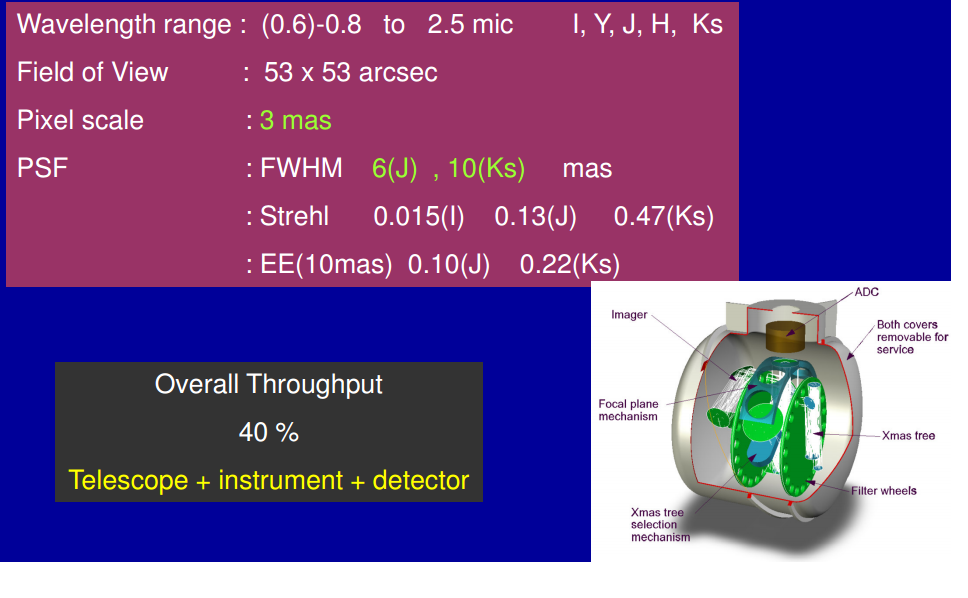 Wavelength range : (0.6)-0.8 to 2.5 mic I, Y, J, H, Ks
Field of View : 53 x 53 arcsec
Pixel scale : 3 mas
PSF : FWHM 6(J) , 10(Ks) mas
: Strehl 0.015(I) 0.13(J) 0.47(Ks)
: EE(10mas) 0.10(J) 0.22(Ks)
Overall Throughput
40 %
Telescope + instrument + detector
ADC
Imager
Both covers
removable for
service
Focal plane
mechanism
Xmas tree
Filter wheels
Xmas tree
selection
mechanism